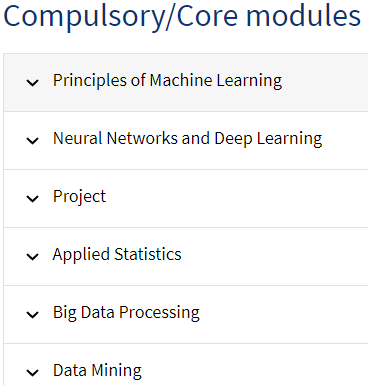 Compulsory/Core modules
Principles of Machine Learning
Neural Networks and Deep Learning
Project
Applied Statistics
Big Data Processing
Data Mining